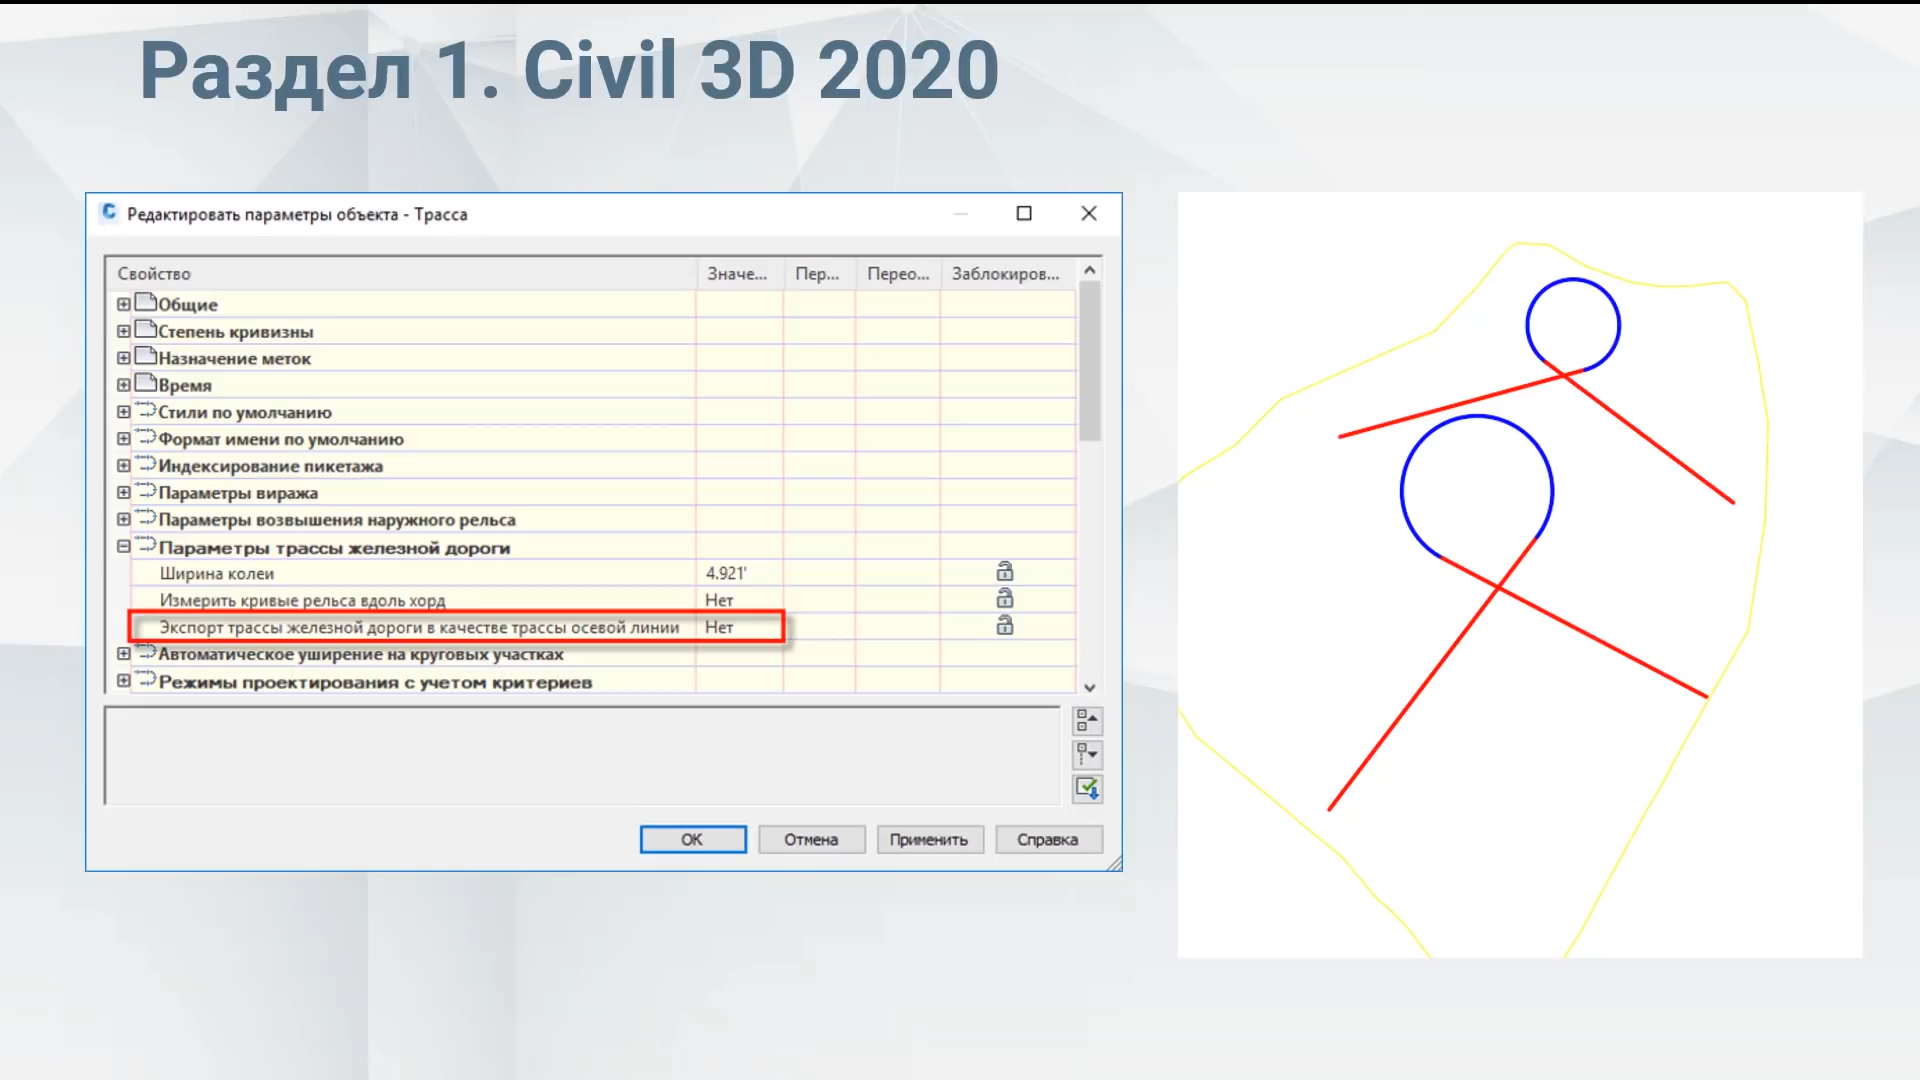 Раздел 1. Civil 3D 2020
Редактировать параметры объекта - Трасса
Свойство Значе... Пер... Перео... Заблокиров...
Общие
Степень кривизны
Назначение меток
Время
Стили по умолчанию
Формат имени по умолчанию
Индексирование пикетажа
Параметры виража
Параметры возвышения наружного рельса
Параметры трассы железной дороги
Ширина колеи 4.921'
Измерить кривые рельса вдоль хорд Нет
Экспорт трассы железной дороги в качестве трассы осевой линии Нет
Автоматическое уширение на круговых участках
Режимы проектирования с учетом критериев
ОК Отмена Применить Справка